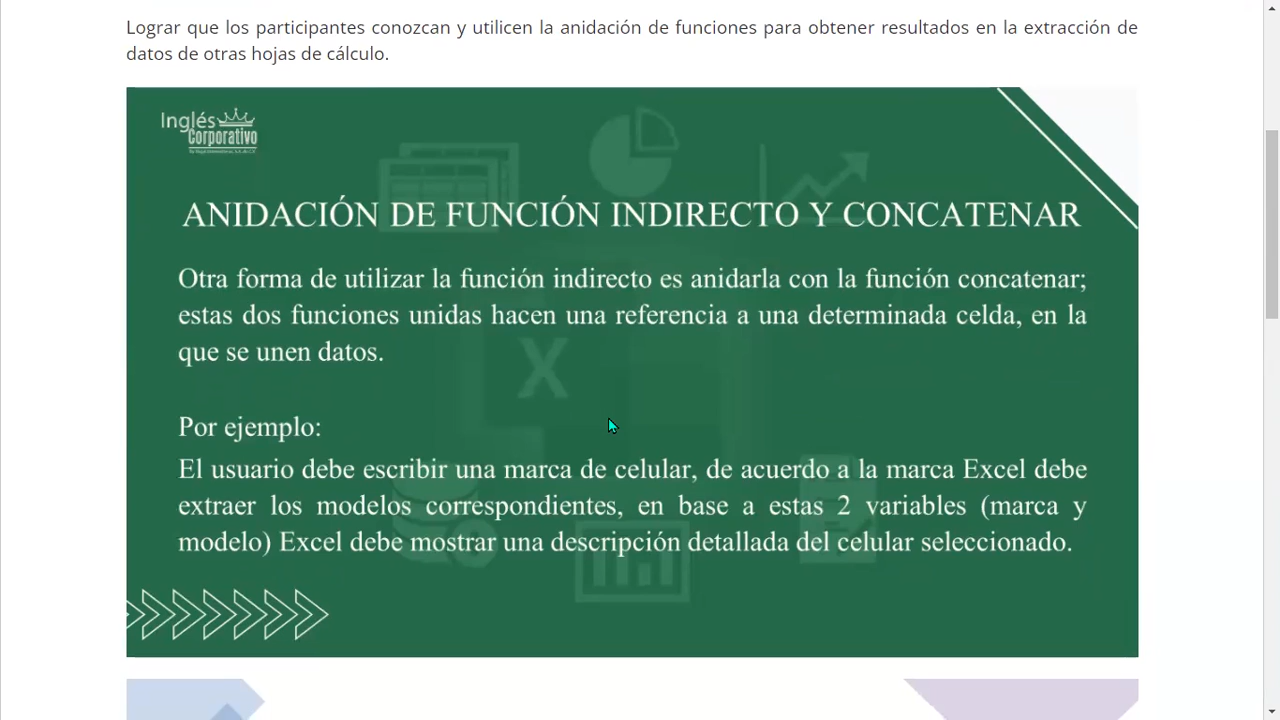 Lograr que los participantes conozcan y utilicen la anidación de funciones para obtener resultados en la extracción de
datos de otras hojas de cálculo.
Inglés
Corporativo
ANIDACIÓN DE FUNCIÓN INDIRECTO Y CONCATENAR
Otra forma de utilizar la función indirecto es anidarla con la función concatenar;
estas dos funciones unidas hacen una referencia a una determinada celda, en la
que se unen datos.
Por ejemplo:
El usuario debe escribir una marca de celular, de acuerdo a la marca Excel debe
extraer los modelos correspondientes, en base a estas 2 variables (marca y
modelo) Excel debe mostrar una descripción detallada del celular seleccionado.